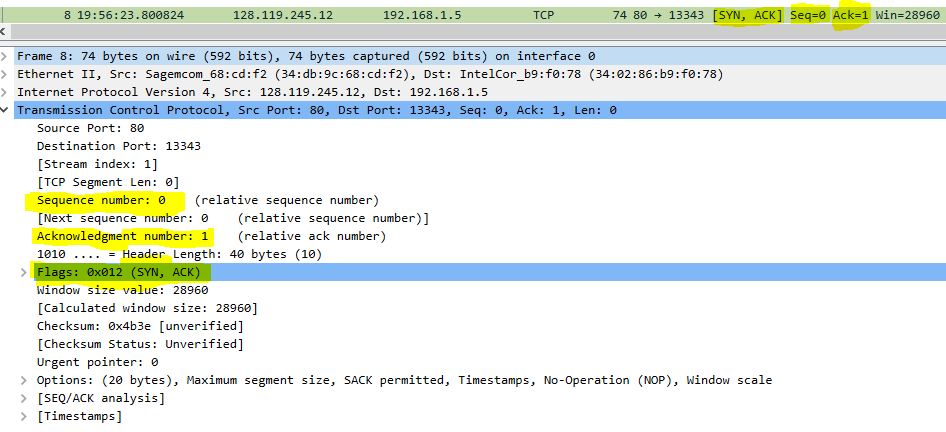 8 19:56:23.800824 128.119.245.12 192.168.1.5 TCP 74 80 → 13343 [SYN, ACK] Seq=0 Ack=1 Win=28960
Frame 8: 74 bytes on wire (592 bits), 74 bytes captured (592 bits) on interface 0
Ethernet II, Src: Sagemcom_68:cd:f2 (34:db:9c:68:cd:f2), Dst: IntelCor_b9:f0:78 (34:02:86:b9:f0:78)
Internet Protocol Version 4, Src: 128.119.245.12, Dst: 192.168.1.5
Transmission Control Protocol, Src Port: 80, Dst Port: 13343, Seq: 0, Ack: 1, Len: 0
Source Port: 80
Destination Port: 13343
[Stream index: 1]
[TCP Segment Len: 0]
Sequence number: 0 (relative sequence number)
[Next sequence number: 0 (relative sequence number)]
Acknowledgment number: 1 (relative ack number)
1010 .... = Header Length: 40 bytes (10)
Flags: 0x012 (SYN, ACK)
Window size value: 28960
[Calculated window size: 28960]
Checksum: 0x4b3e [unverified]
[Checksum Status: Unverified]
Urgent pointer: 0
Options: (20 bytes), Maximum segment size, SACK permitted, Timestamps, No-Operation (NOP), Window scale
[SEQ/ACK analysis]
[Timestamps]